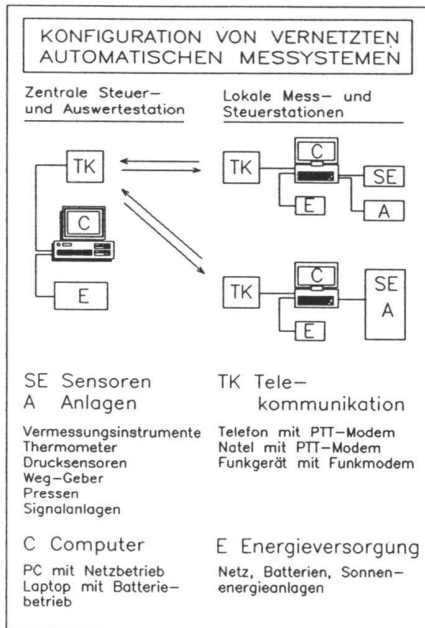 KONFIGURATION VON VERNETZTEN
AUTOMATISCHEN MESSYSTEMEN
Zentrale Steuer-
und Auswertestation
Lokale Mess- und
Steuerstationen
TK
C
E
TK
C
SE
E
A
TK
C
SE
A
E
SE Sensoren
A Anlagen
Vermessungsinstrumente
Thermometer
Drucksensoren
Weg-Geber
Pressen
Signalanlagen
TK Tele-
kommunikation
Telefon mit PTT-Modem
Natel mit PTT-Modem
Funkgerät mit Funkmodem
C Computer
PC mit Netzbetrieb
Laptop mit Batterie-
betrieb
E Energieversorgung
Netz, Batterien, Sonnen-
energieanlagen